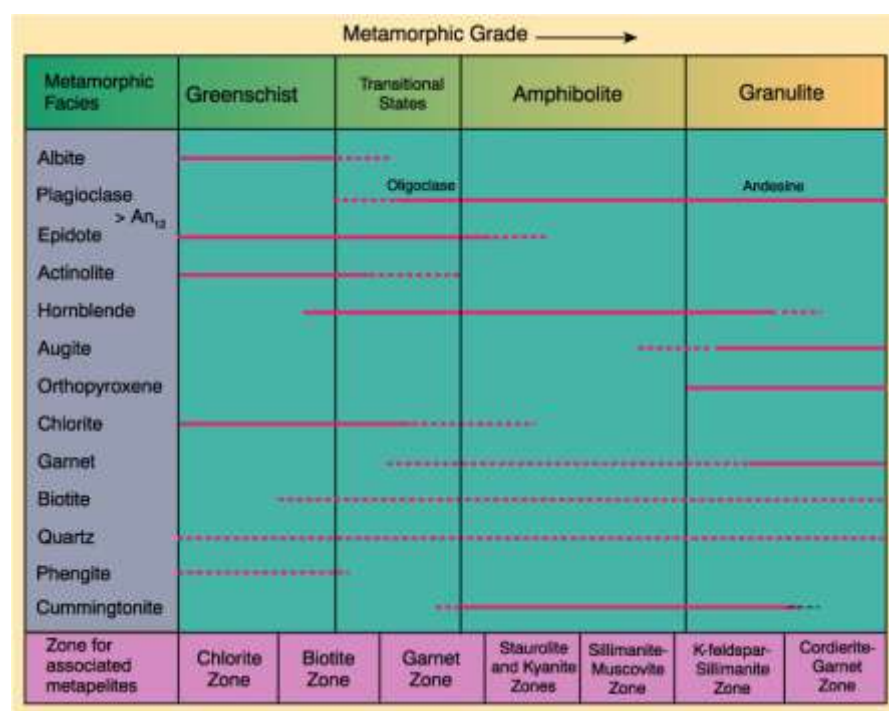 Metamorphic Grade
Metamorphic
Facies
Greenschist
Transitional
States
Amphibolite
Granulite
Albite
Plagioclase
> An₁₂
Oligoclase
Andesine
Epidote
Actinolite
Hornblende
Augite
Orthopyroxene
Chlorite
Garnet
Biotite
Quartz
Phengite
Cummingtonite
Zone for
associated
metapelites
Chlorite
Zone
Biotite
Zone
Garnet
Zone
Staurolite
and Kyanite
Zones
Sillimanite-
Muscovite
Zone
K-feldspar-
Sillimanite
Zone
Cordierite-
Garnet
Zone